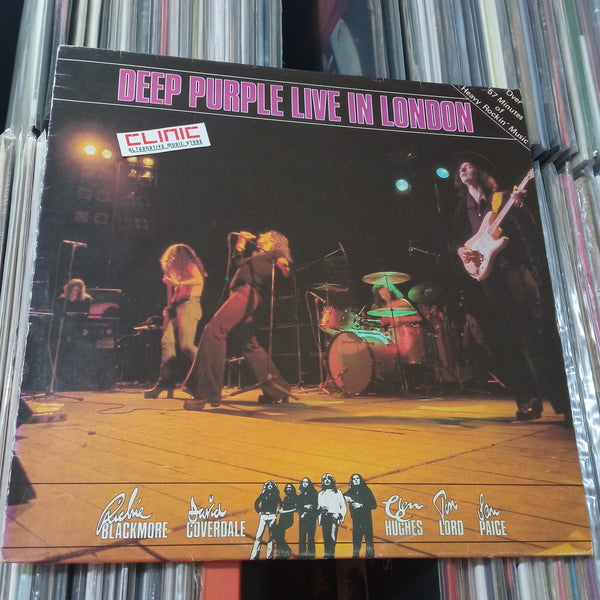 DEEP PURPLE LIVE IN LONDON
Over
57 Minutes
of
Heavy Rockin' Music
CLINIC
ALTERNATIVE MUSIC STORE
Richie David Glen Jon Ian
BLACKMORE COVERDALE HUGHES LORD PAICE